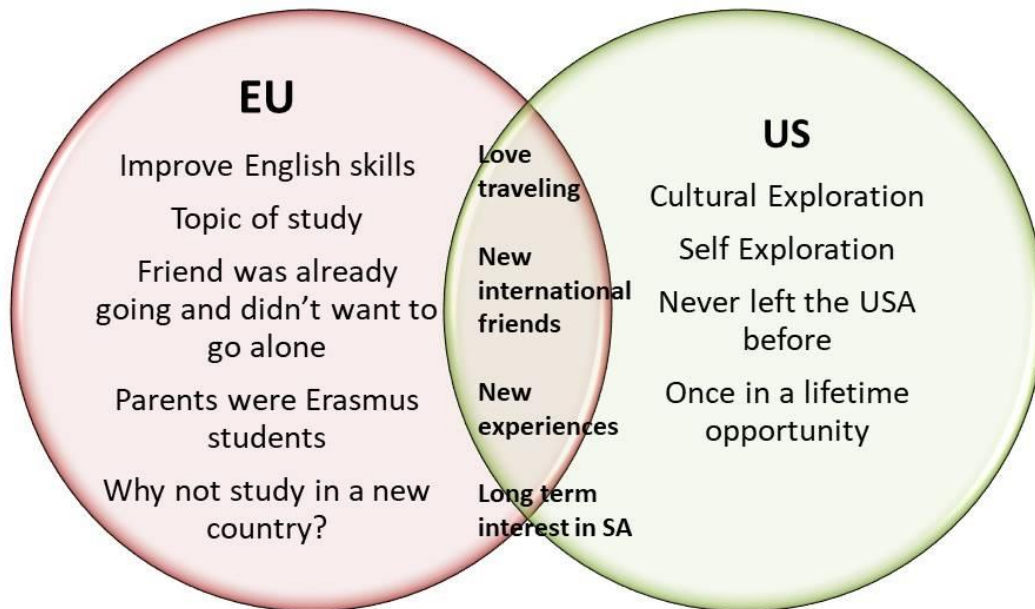 EU
Improve English skills
Topic of study
Friend was already
going and didn’t want to
go alone
Parents were Erasmus
students
Why not study in a new
country?
Love
traveling
New
international
friends
New
experiences
Long term
interest in SA
US
Cultural Exploration
Self Exploration
Never left the USA
before
Once in a lifetime
opportunity